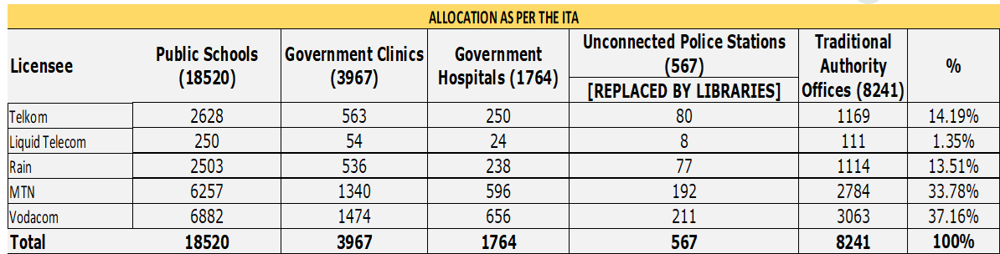 ALLOCATION AS PER THE ITA
Licensee Public Schools (18520) Government Clinics (3967) Government Hospitals (1764) Unconnected Police Stations (567) [REPLACED BY LIBRARIES] Traditional Authority Offices (8241) %
Telkom 2628 563 250 80 1169 14.19%
Liquid Telecom 250 54 24 8 111 1.35%
Rain 2503 536 238 77 1114 13.51%
MTN 6257 1340 596 192 2784 33.78%
Vodacom 6882 1474 656 211 3063 37.16%
Total 18520 3967 1764 567 8241 100%